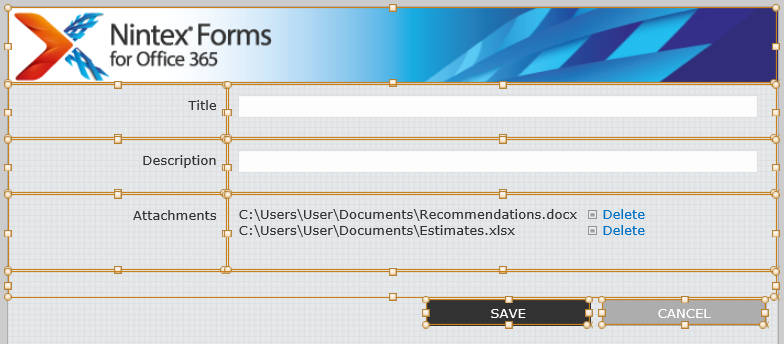 Nintex® Forms
for Office 365
Title
Description
Attachments
C:\Users\User\Documents\Recommendations.docx Delete
C:\Users\User\Documents\Estimates.xlsx Delete
SAVE CANCEL